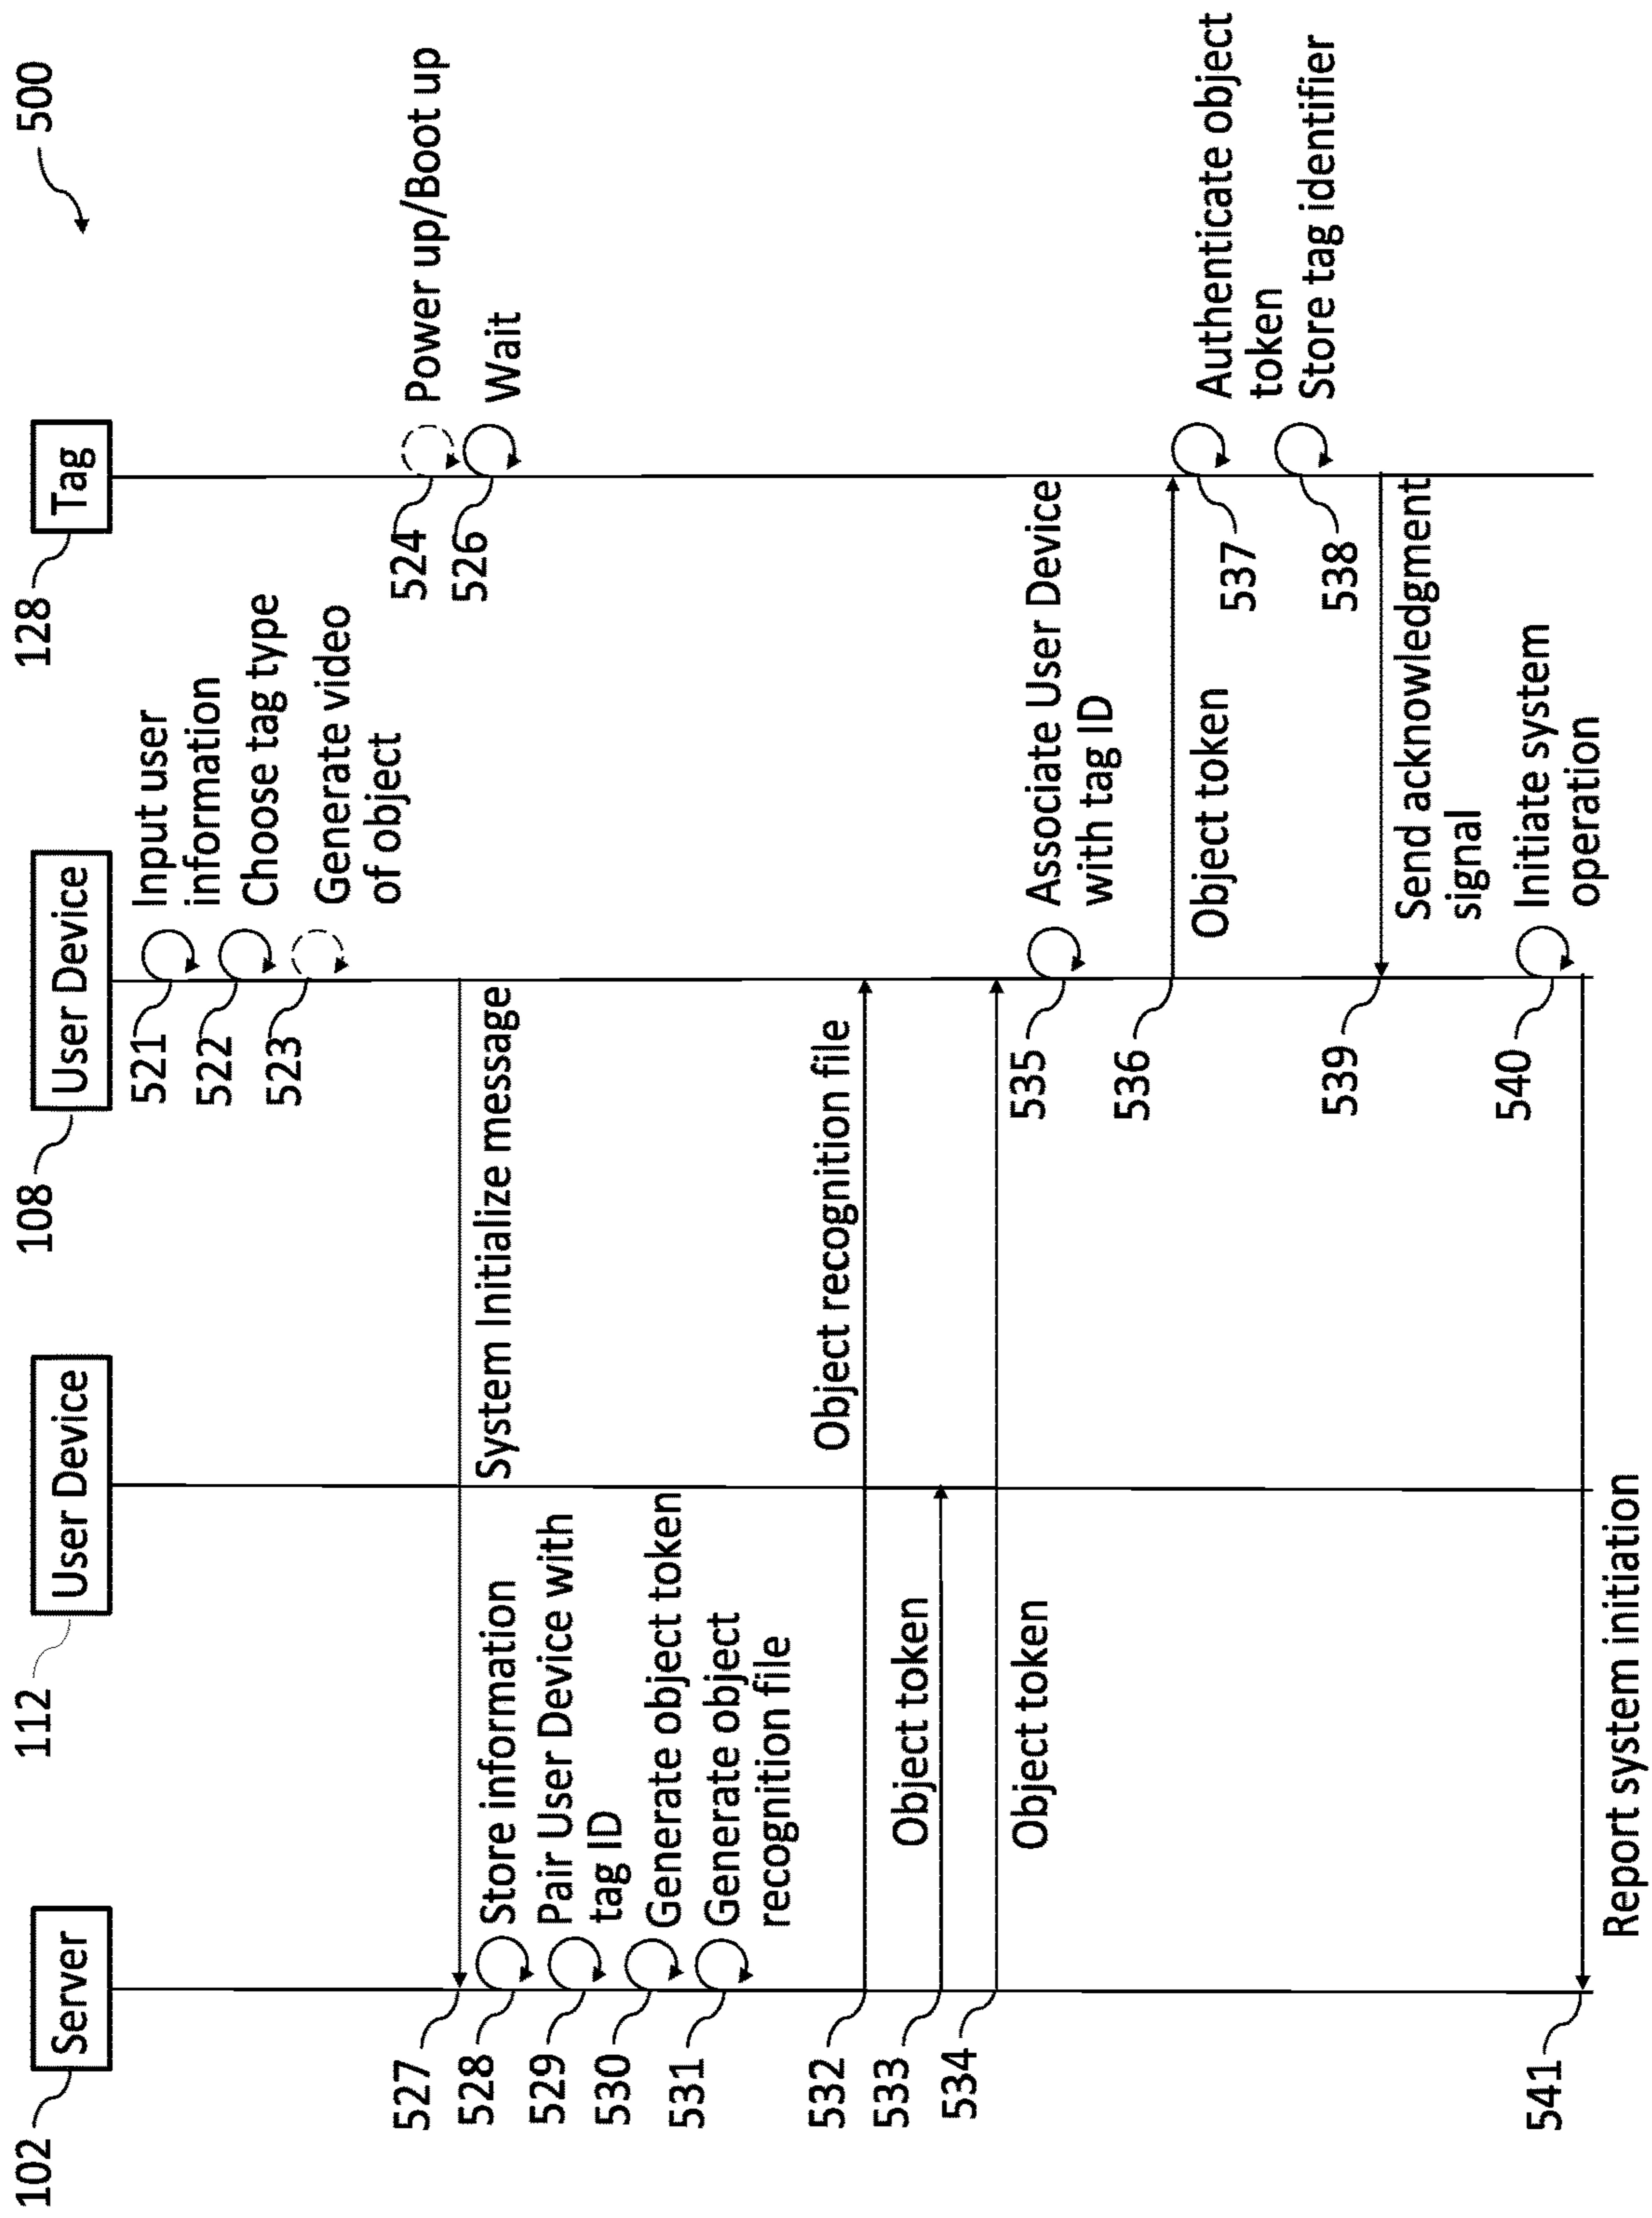 500
102
Server
112
User Device
108
User Device
128
Tag
521
Input user
information
522
Choose tag type
523
Generate video
of object
524
Power up/Boot up
526
Wait
527
System Initialize message
528
Store information
529
Pair User Device with
tag ID
530
Generate object token
531
Generate object
recognition file
532
Object recognition file
533
Object token
534
Object token
535
Associate User Device
with tag ID
536
Object token
537
Authenticate object
token
538
Store tag identifier
539
Send acknowledgment
signal
540
Initiate system
operation
541
Report system initiation